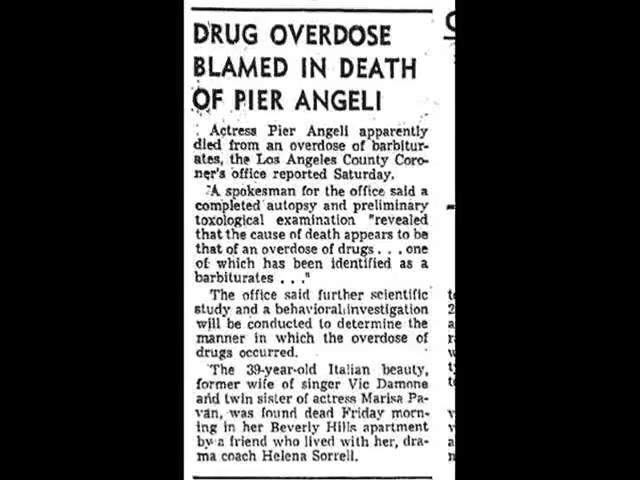 DRUG OVERDOSE
BLAMED IN DEATH
OF PIER ANGELI
Actress Pier Angeli apparently
died from an overdose of barbitur-
ates, the Los Angeles County Coro-
ner's office reported Saturday.
"A spokesman for the office said a
completed autopsy and preliminary
toxological examination "revealed
that the cause of death appears to be
that of an overdose of drugs . . . one
of which has been identified as a
barbiturates . . ."
The office said further scientific
study and a behavioral investigation
will be conducted to determine the
manner in which the overdose of
drugs occurred.
The 39-year-old Italian beauty,
former wife of singer Vic Damone
and twin sister of actress Marisa Pa-
van, was found dead Friday morn-
ing in her Beverly Hills apartment
by a friend who lived with her, dra-
ma coach Helena Sorrell.